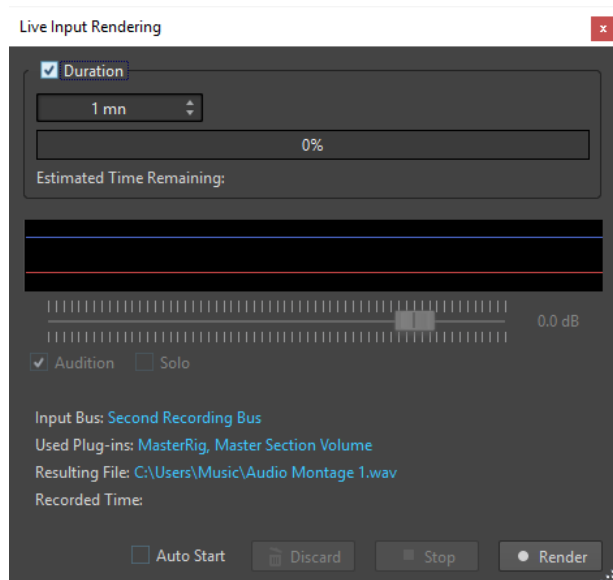 Live Input Rendering
x
Duration
1 mn
0%
Estimated Time Remaining:
0.0 dB
Audition Solo
Input Bus: Second Recording Bus
Used Plug-ins: MasterRig, Master Section Volume
Resulting File: C:\Users\Music\Audio Montage 1.wav
Recorded Time:
Auto Start Discard Stop Render